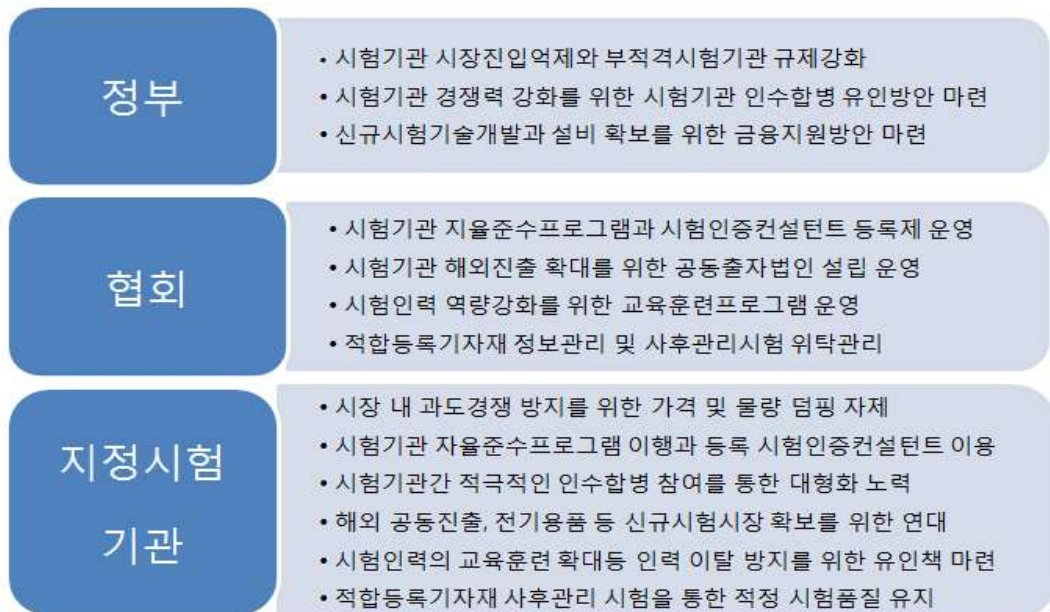 정부
• 시험기관 시장진입억제와 부적격시험기관 규제강화
• 시험기관 경쟁력 강화를 위한 시험기관 인수합병 유인방안 마련
• 신규시험기술개발과 설비 확보를 위한 금융지원방안 마련
협회
• 시험기관 지율준수프로그램과 시험인증컨설턴트 등록제 운영
• 시험기관 해외진출 확대를 위한 공동출자법인 설립 운영
• 시험인력 역량강화를 위한 교육훈련프로그램 운영
• 적합등록기자재 정보관리 및 사후관리시험 위탁관리
지정시험
기관
• 시장 내 과도경쟁 방지를 위한 가격 및 물량 덤핑 자제
• 시험기관 자율준수프로그램 이행과 등록 시험인증컨설턴트 이용
• 시험기관간 적극적인 인수합병 참여를 통한 대형화 노력
• 해외 공동진출, 전기용품 등 신규시험시장 확보를 위한 연대
• 시험인력의 교육훈련 확대등 인력 이탈 방지를 위한 유인책 마련
• 적합등록기자재 사후관리 시험을 통한 적정 시험품질 유지